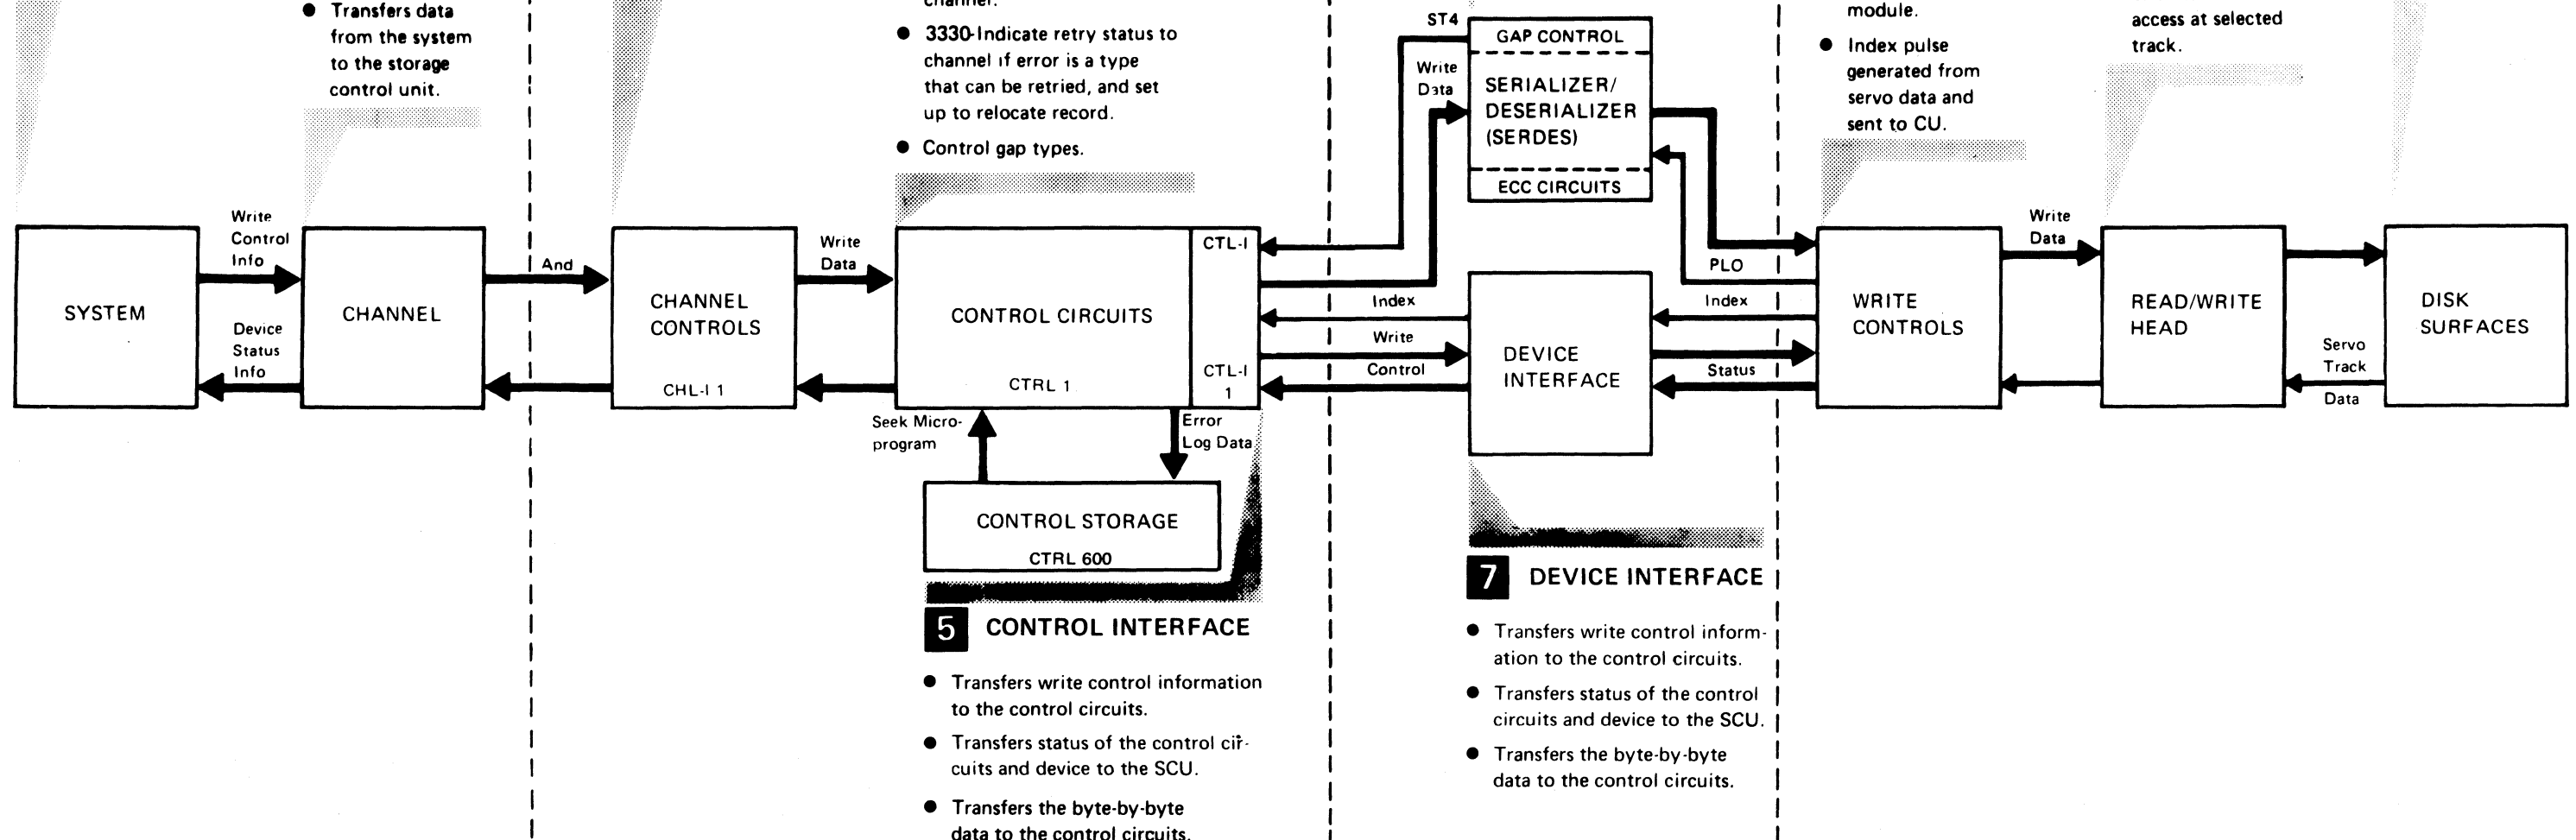 ● Transfers data
from the system
to the storage
control unit.
channel.
● 3330-Indicate retry status to
channel if error is a type
that can be retried, and set
up to relocate record.
● Control gap types.
ST4
GAP CONTROL
Write
Data
SERIALIZER/
DESERIALIZER
(SERDES)
ECC CIRCUITS
module.
● Index pulse
generated from
servo data and
sent to CU.
access at selected
track.
SYSTEM
Write
Control
Info
Device
Status
Info
CHANNEL
And
CHANNEL
CONTROLS
CHL-I 1
Write
Data
CONTROL CIRCUITS
CTRL 1
CTL-I
CTL-I
1
Index
Write
Control
DEVICE
INTERFACE
PLO
Index
Status
WRITE
CONTROLS
Write
Data
READ/WRITE
HEAD
Servo
Track
Data
DISK
SURFACES
Seek Micro-
program
Error
Log Data
CONTROL STORAGE
CTRL 600
5 CONTROL INTERFACE
● Transfers write control information
to the control circuits.
● Transfers status of the control cir-
cuits and device to the SCU.
● Transfers the byte-by-byte
data to the control circuits.
7 DEVICE INTERFACE
● Transfers write control inform-
ation to the control circuits.
● Transfers status of the control
circuits and device to the SCU.
● Transfers the byte-by-byte
data to the control circuits.